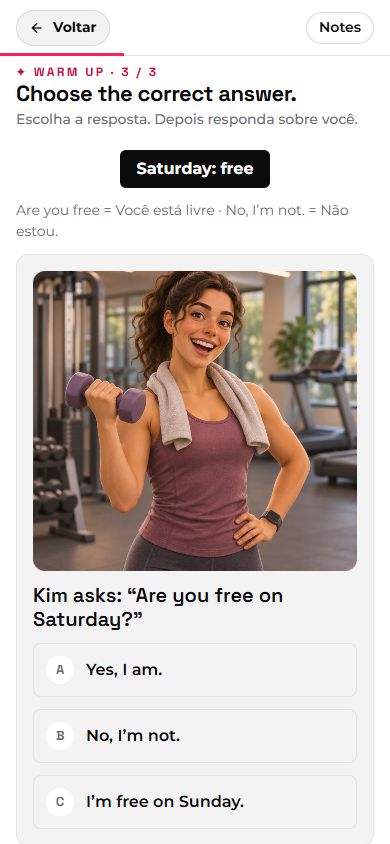 ← Voltar
Notes
✦ WARM UP · 3 / 3
Choose the correct answer.
Escolha a resposta. Depois responda sobre você.
Saturday: free
Are you free = Você está livre · No, I’m not. = Não
estou.
Kim asks: “Are you free on
Saturday?”
A Yes, I am.
B No, I’m not.
C I’m free on Sunday.